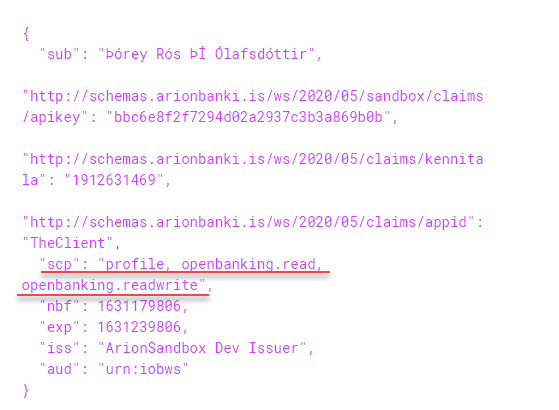 {
"sub": "Þórey Rós ÞÍ Ólafsdóttir",
"http://schemas.arionbanki.is/ws/2020/05/sandbox/claims
/apikey": "bbc6e8f2f7294d02a2937c3b3a869b0b",
"http://schemas.arionbanki.is/ws/2020/05/claims/kennita
la": "1912631469",
"http://schemas.arionbanki.is/ws/2020/05/claims/appid":
"TheClient",
"scp": "profile, openbanking.read,
openbanking.readwrite",
"nbf": 1631179806,
"exp": 1631239806,
"iss": "ArionSandbox Dev Issuer",
"aud": "urn:iobws"
}